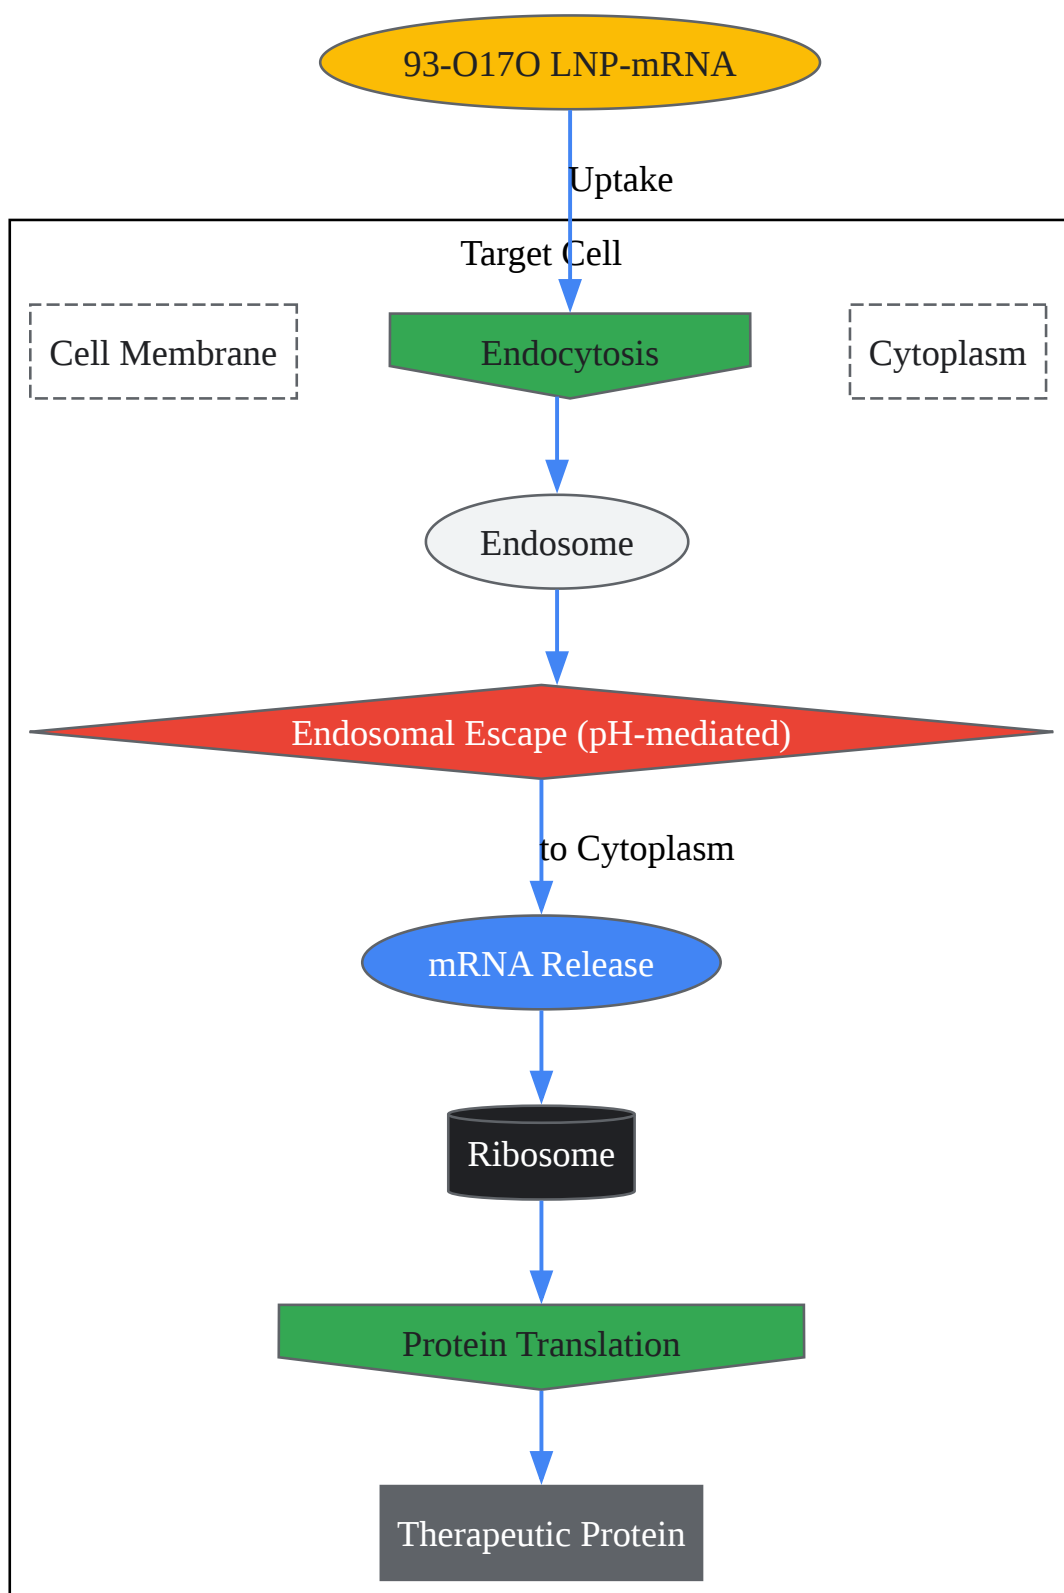 93-O17O LNP-mRNA
Uptake
Target Cell
Cell Membrane
Endocytosis
Cytoplasm
Endosome
Endosomal Escape (pH-mediated)
to Cytoplasm
mRNA Release
Ribosome
Protein Translation
Therapeutic Protein